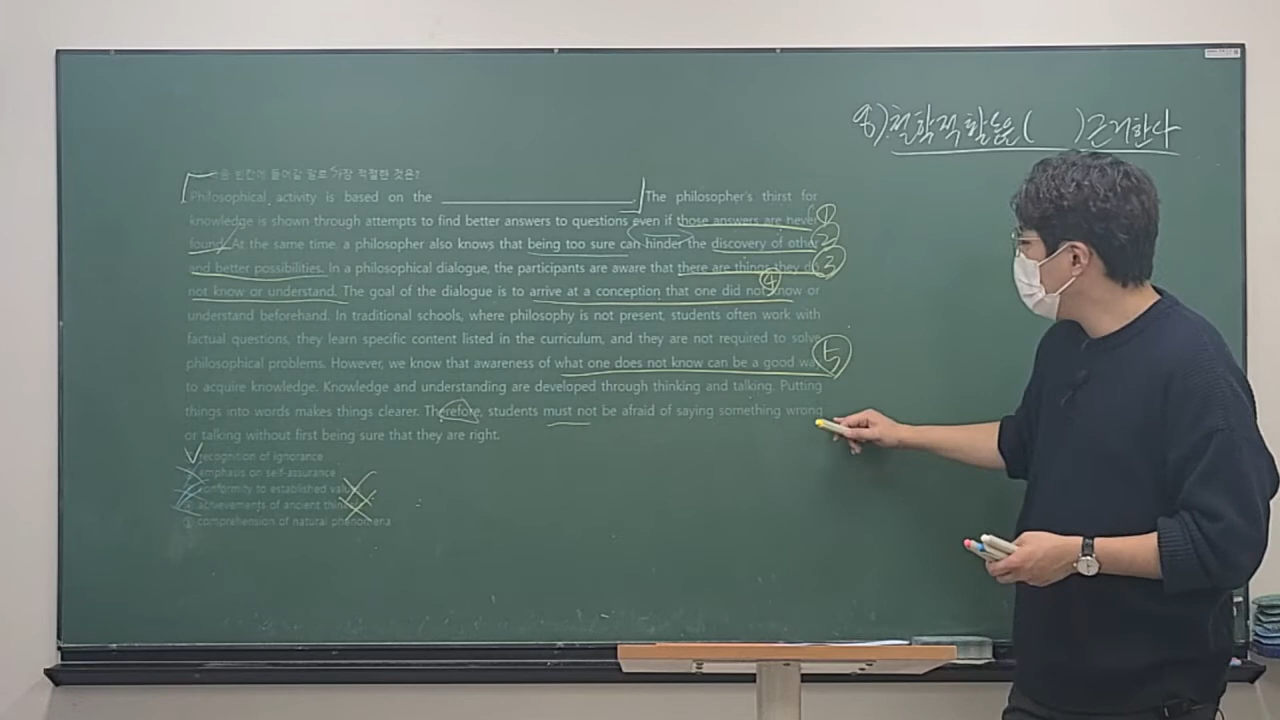 8) 철학적 활동은 ( ) 근거한다
음 빈칸에 들어갈 말로 가장 적절한 것은?
Philosophical activity is based on the ____________________. The philosopher's thirst for
knowledge is shown through attempts to find better answers to questions even if those answers are never
found. At the same time, a philosopher also knows that being too sure can hinder the discovery of other
and better possibilities. In a philosophical dialogue, the participants are aware that there are things they do
not know or understand. The goal of the dialogue is to arrive at a conception that one did not know or
understand beforehand. In traditional schools, where philosophy is not present, students often work with
factual questions, they learn specific content listed in the curriculum, and they are not required to solve
philosophical problems. However, we know that awareness of what one does not know can be a good way
to acquire knowledge. Knowledge and understanding are developed through thinking and talking. Putting
things into words makes things clearer. Therefore, students must not be afraid of saying something wrong
or talking without first being sure that they are right.
recognition of ignorance
emphasis on self-assurance
conformity to established values
④ achievements of ancient thinkers
⑤ comprehension of natural phenomena
①
②
③
④
⑤